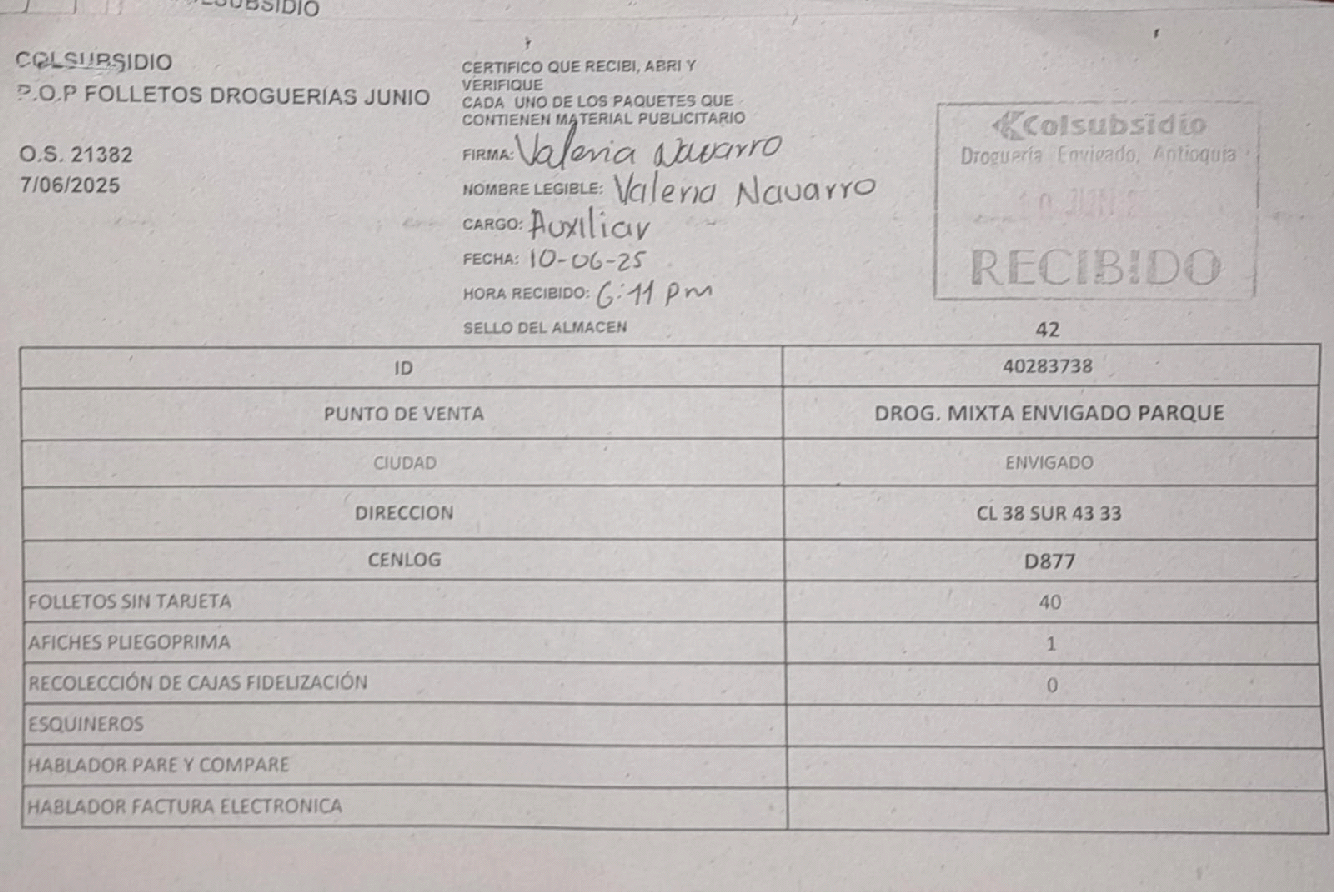 COLSUBSIDIO
P.O.P FOLLETOS DROGUERÍAS JUNIO
O.S. 21382
7/06/2025
CERTIFICO QUE RECIBI, ABRI Y
VERIFIQUE
CADA UNO DE LOS PAQUETES QUE
CONTIENEN MATERIAL PUBLICITARIO
FIRMA: Valeria Navarro
NOMBRE LEGIBLE: Valeria Navarro
CARGO: Auxiliar
FECHA: 10-06-25
HORA RECIBIDO: 6:11 pm
SELLO DEL ALMACEN
Colsubsidio
Droguería Envigado, Antioquia
10 JUN
RECIBIDO
42
ID 40283738
PUNTO DE VENTA DROG. MIXTA ENVIGADO PARQUE
CIUDAD ENVIGADO
DIRECCION CL 38 SUR 43 33
CENLOG D877
FOLLETOS SIN TARJETA 40
AFICHES PLIEGOPRIMA 1
RECOLECCIÓN DE CAJAS FIDELIZACIÓN 0
ESQUINEROS
HABLADOR PARE Y COMPARE
HABLADOR FACTURA ELECTRONICA